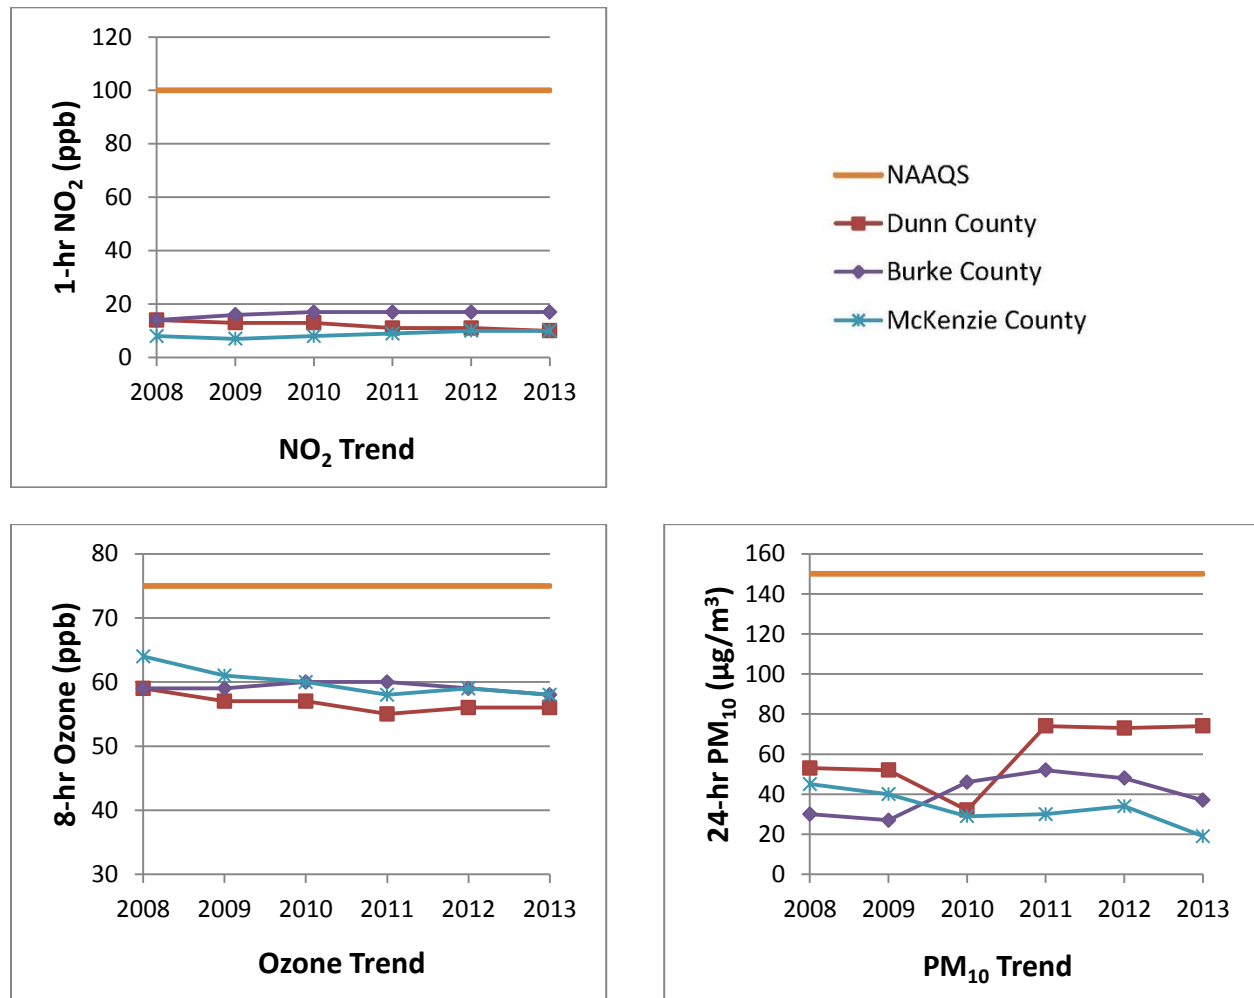 120
100
80
60
40
20
0
1-hr NO₂ (ppb)
2008 2009 2010 2011 2012 2013
NO₂ Trend
NAAQS
Dunn County
Burke County
McKenzie County
80
70
60
50
40
30
8-hr Ozone (ppb)
2008 2009 2010 2011 2012 2013
Ozone Trend
160
140
120
100
80
60
40
20
0
24-hr PM₁₀ (µg/m³)
2008 2009 2010 2011 2012 2013
PM₁₀ Trend